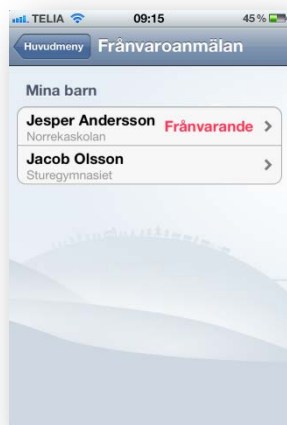 TELIA 09:15 45 %
Huvudmeny Frånvaroanmälan
Mina barn
Jesper Andersson Frånvarande
Norrekaskolan
Jacob Olsson
Sturegymnasiet